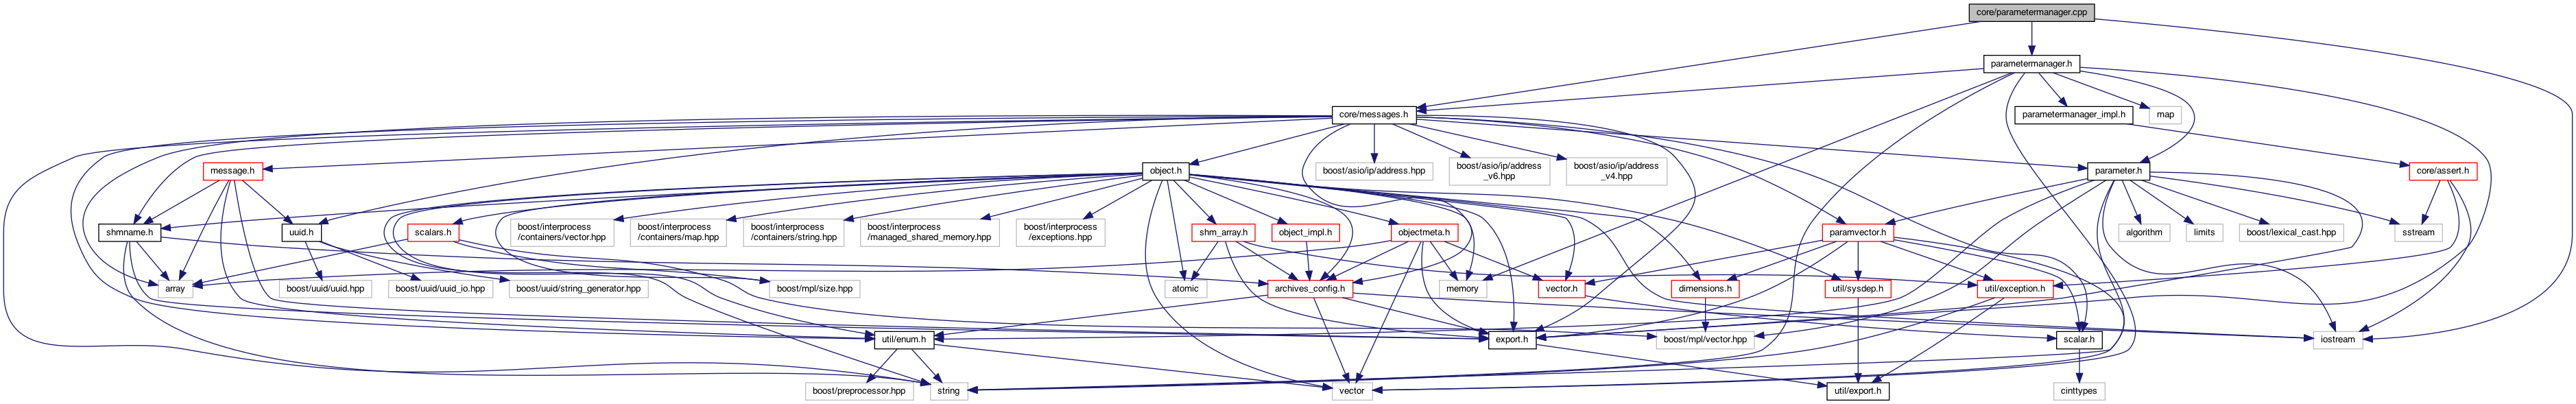 core/parametermanager.cpp
parametermanager.h
core/messages.h
parametermanager_impl.h
map
message.h
object.h
boost/asio/ip/address.hpp
boost/asio/ip/address
_v6.hpp
boost/asio/ip/address
_v4.hpp
parameter.h
core/assert.h
shmname.h
uuid.h
scalars.h
boost/interprocess
/containers/vector.hpp
boost/interprocess
/containers/map.hpp
boost/interprocess
/containers/string.hpp
boost/interprocess
/managed_shared_memory.hpp
boost/interprocess
/exceptions.hpp
shm_array.h
object_impl.h
objectmeta.h
paramvector.h
algorithm
limits
boost/lexical_cast.hpp
sstream
array
boost/uuid/uuid.hpp
boost/uuid/uuid_io.hpp
boost/uuid/string_generator.hpp
boost/mpl/size.hpp
atomic
archives_config.h
memory
vector.h
dimensions.h
util/sysdep.h
util/exception.h
util/enum.h
export.h
boost/mpl/vector.hpp
scalar.h
iostream
boost/preprocessor.hpp
string
vector
util/export.h
cinttypes